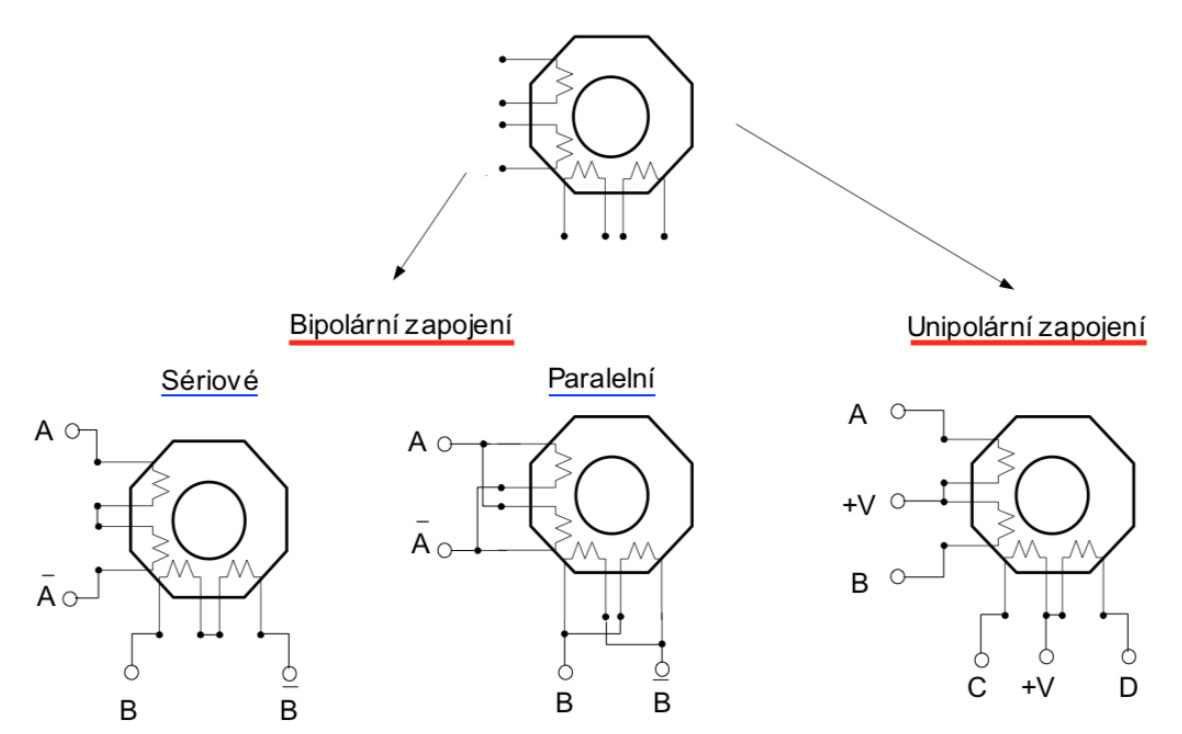 Bipolární zapojení
Unipolární zapojení
Sériové
Paralelní
A
A̅
B
B̅
A
A̅
B
B̅
A
+V
B
C
+V
D